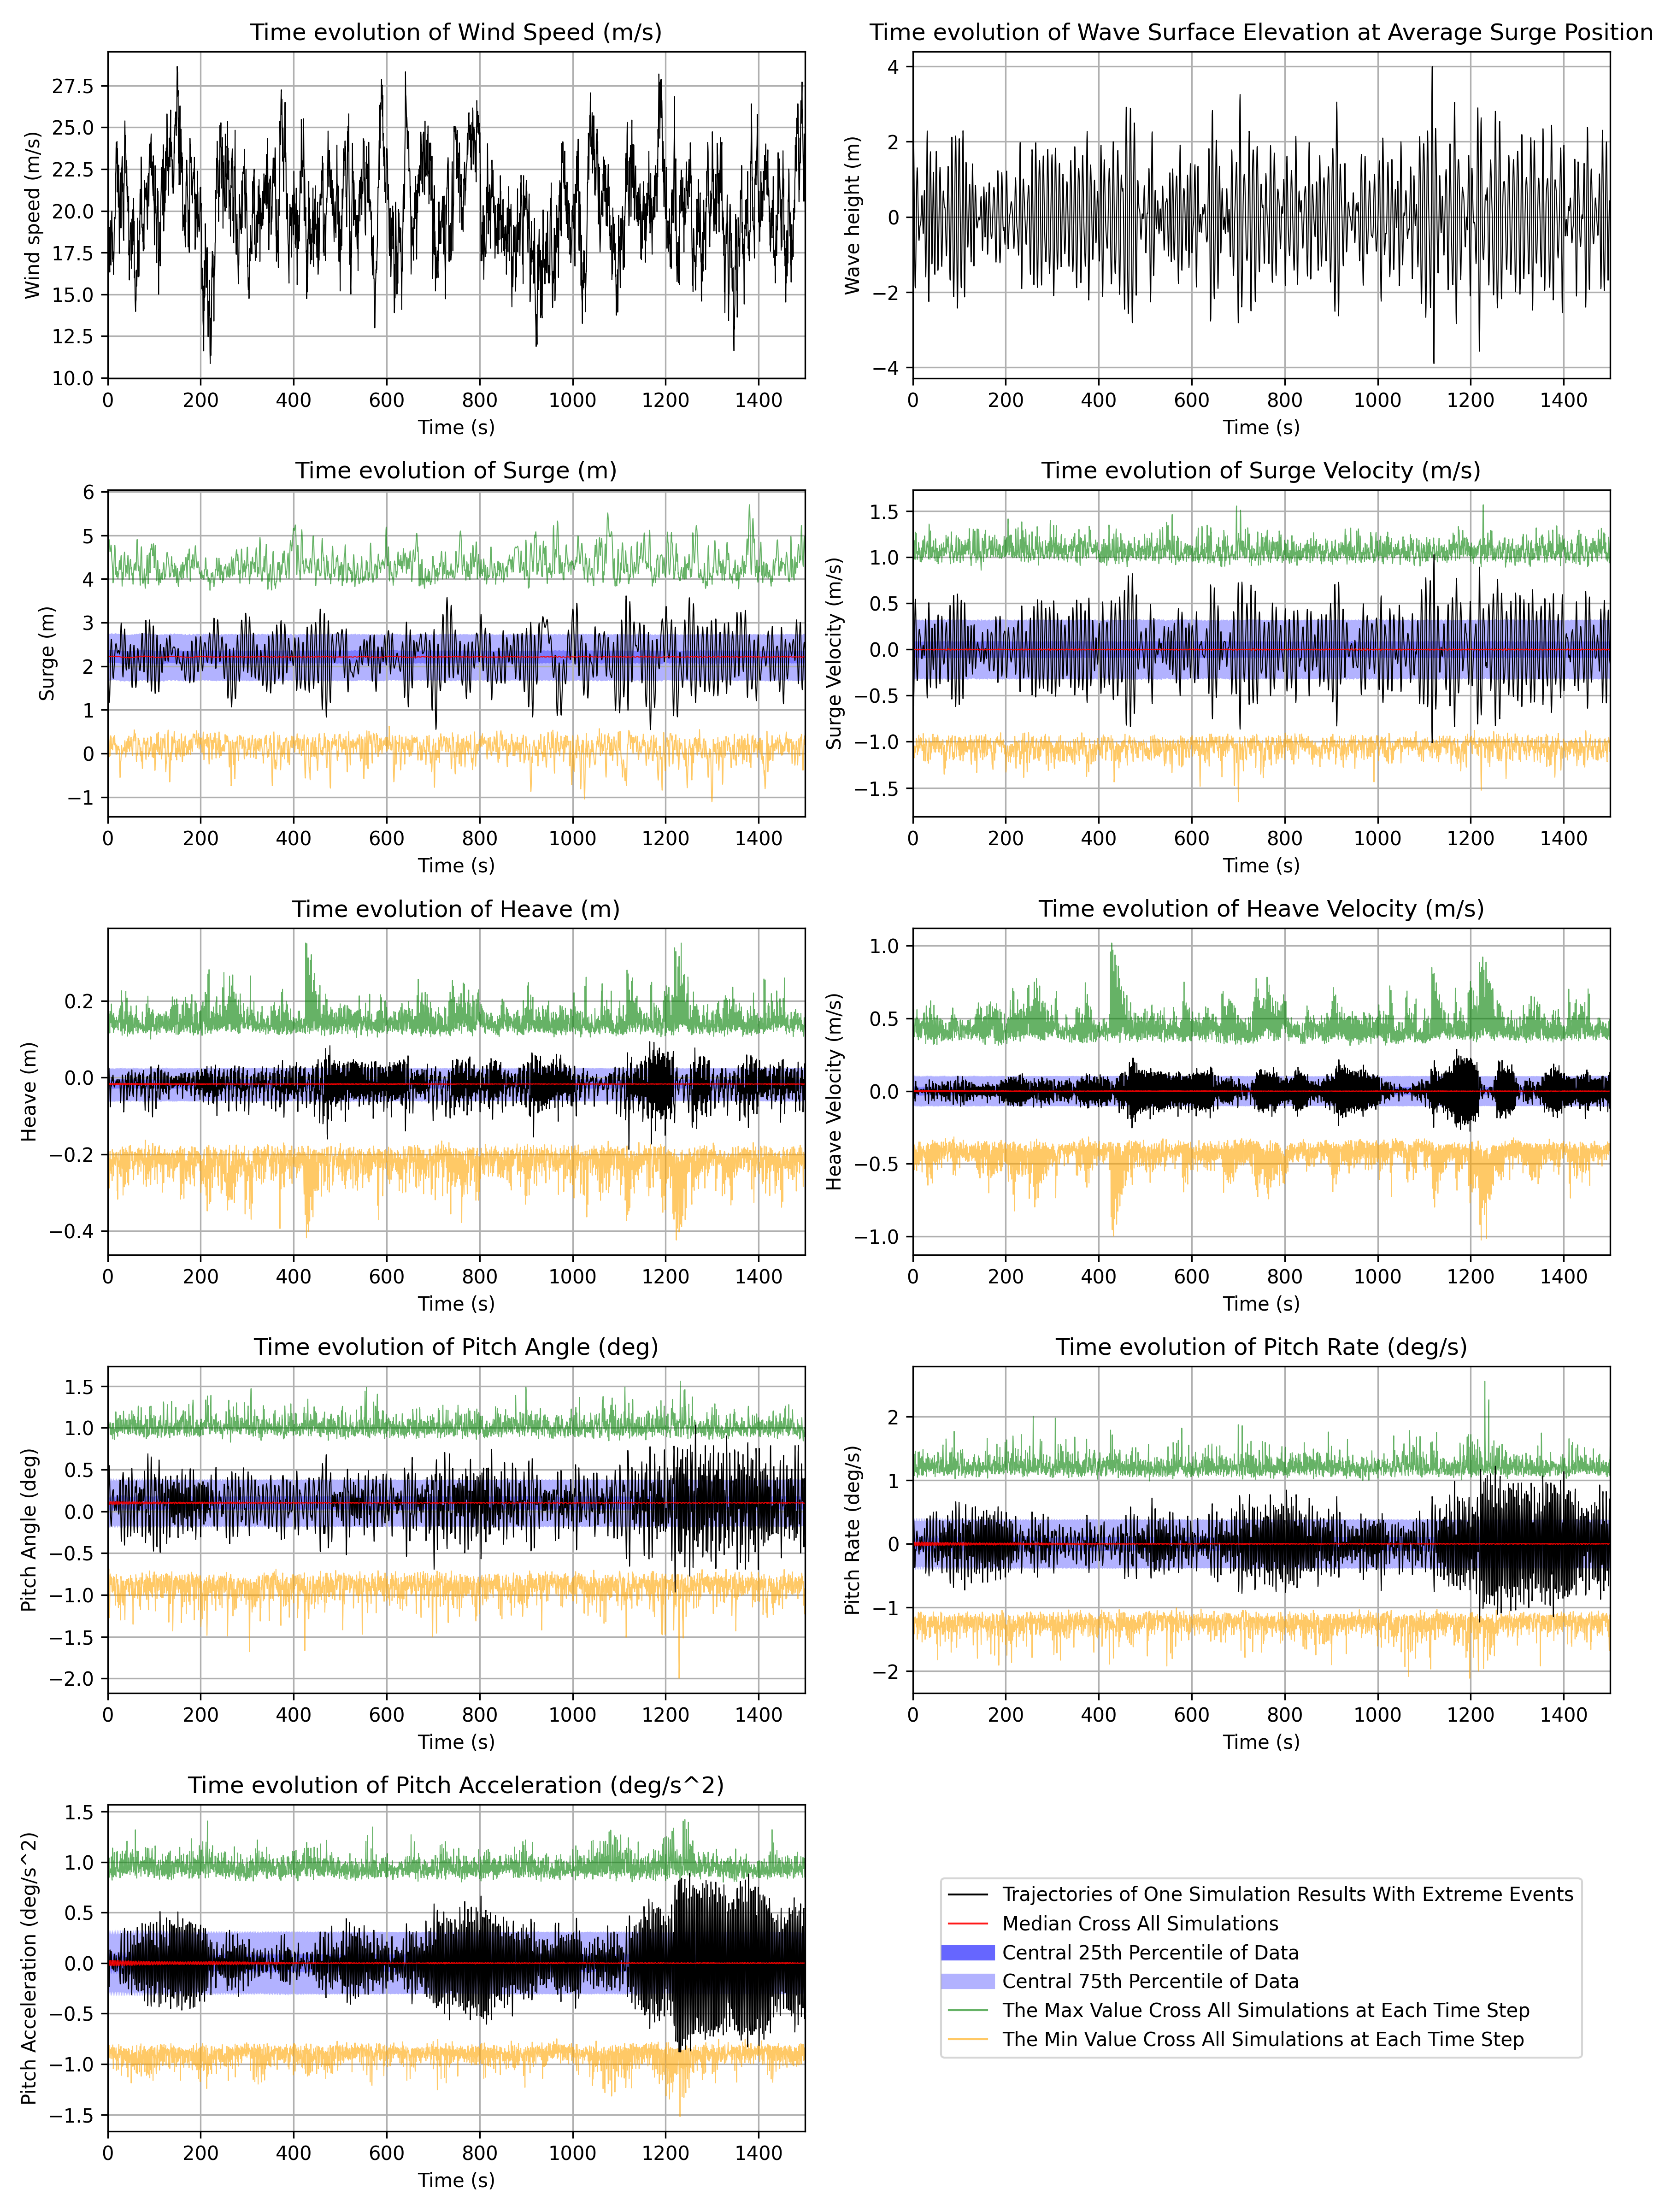 Time evolution of Wind Speed (m/s)
Wind speed (m/s)
27.5
25.0
22.5
20.0
17.5
15.0
12.5
10.0
0 200 400 600 800 1000 1200 1400
Time (s)
Time evolution of Wave Surface Elevation at Average Surge Position
Wave height (m)
4
2
0
−2
−4
0 200 400 600 800 1000 1200 1400
Time (s)
Time evolution of Surge (m)
Surge (m)
6
5
4
3
2
1
0
−1
0 200 400 600 800 1000 1200 1400
Time (s)
Time evolution of Surge Velocity (m/s)
Surge Velocity (m/s)
1.5
1.0
0.5
0.0
−0.5
−1.0
−1.5
0 200 400 600 800 1000 1200 1400
Time (s)
Time evolution of Heave (m)
Heave (m)
0.2
0.0
−0.2
−0.4
0 200 400 600 800 1000 1200 1400
Time (s)
Time evolution of Heave Velocity (m/s)
Heave Velocity (m/s)
1.0
0.5
0.0
−0.5
−1.0
0 200 400 600 800 1000 1200 1400
Time (s)
Time evolution of Pitch Angle (deg)
Pitch Angle (deg)
1.5
1.0
0.5
0.0
−0.5
−1.0
−1.5
−2.0
0 200 400 600 800 1000 1200 1400
Time (s)
Time evolution of Pitch Rate (deg/s)
Pitch Rate (deg/s)
2
1
0
−1
−2
0 200 400 600 800 1000 1200 1400
Time (s)
Time evolution of Pitch Acceleration (deg/s^2)
Pitch Acceleration (deg/s^2)
1.5
1.0
0.5
0.0
−0.5
−1.0
−1.5
0 200 400 600 800 1000 1200 1400
Time (s)
Trajectories of One Simulation Results With Extreme Events
Median Cross All Simulations
Central 25th Percentile of Data
Central 75th Percentile of Data
The Max Value Cross All Simulations at Each Time Step
The Min Value Cross All Simulations at Each Time Step